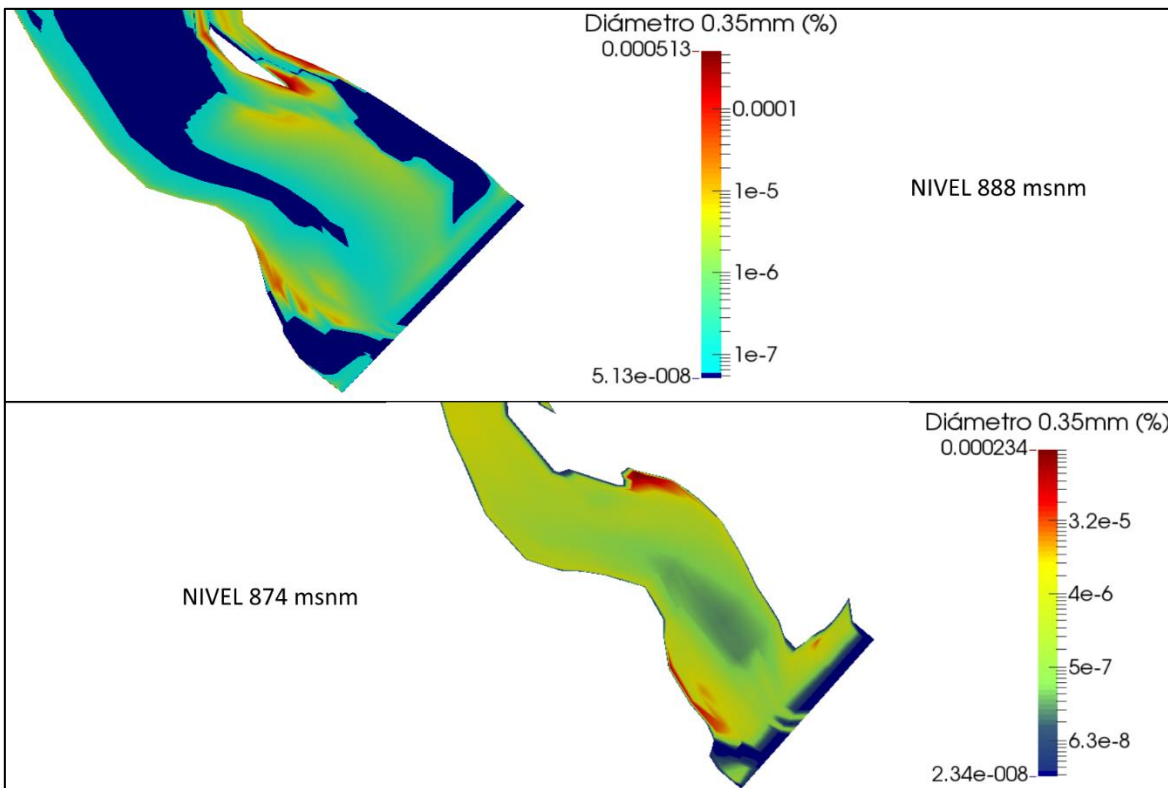 Diámetro 0.35mm (%)
0.000513
0.0001
1e-5
1e-6
1e-7
5.13e-008
NIVEL 888 msnm
Diámetro 0.35mm (%)
0.000234
3.2e-5
4e-6
5e-7
6.3e-8
2.34e-008
NIVEL 874 msnm